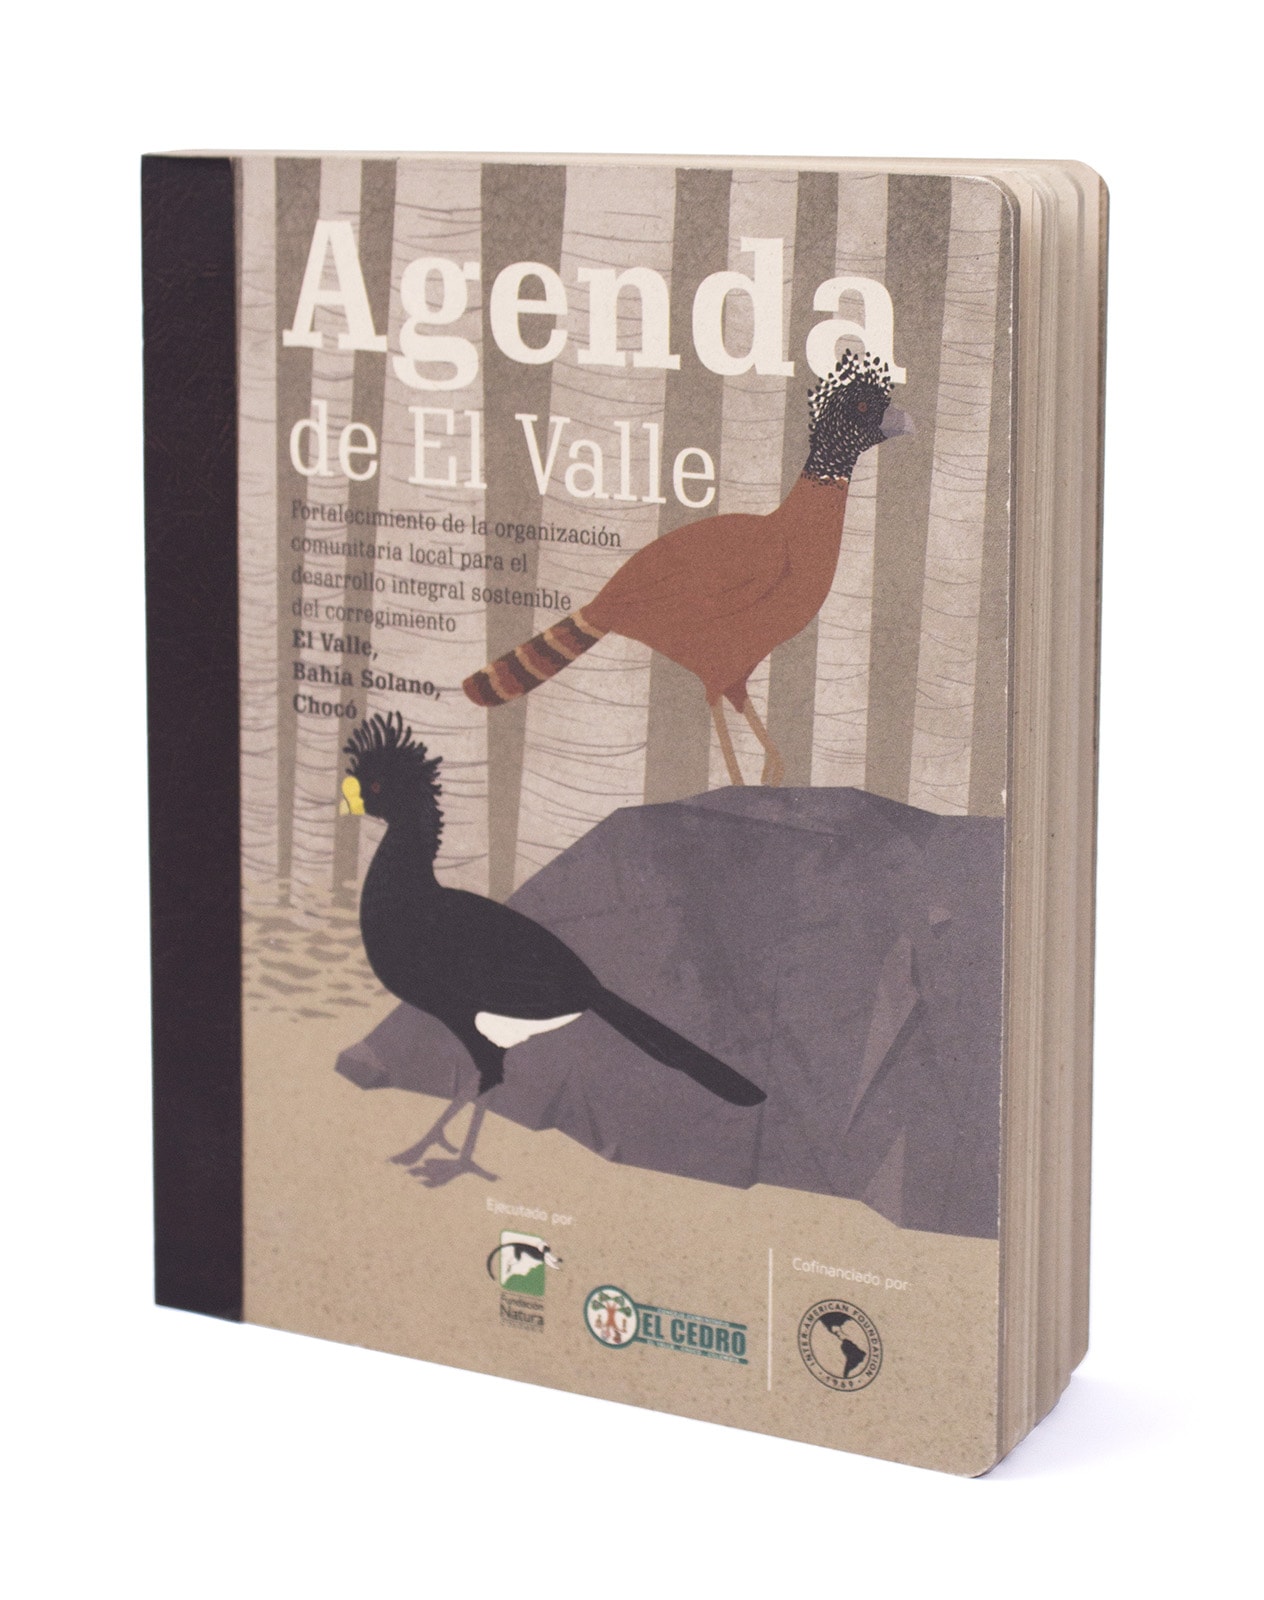 Agenda
de El Valle
Fortalecimiento de la organización
comunitaria local para el
desarrollo integral sostenible
del corregimiento
El Valle,
Bahía Solano,
Chocó
Ejecutado por:
Fundación
Natura
EL CEDRO
Cofinanciado por:
INTER-AMERICAN FOUNDATION
1969